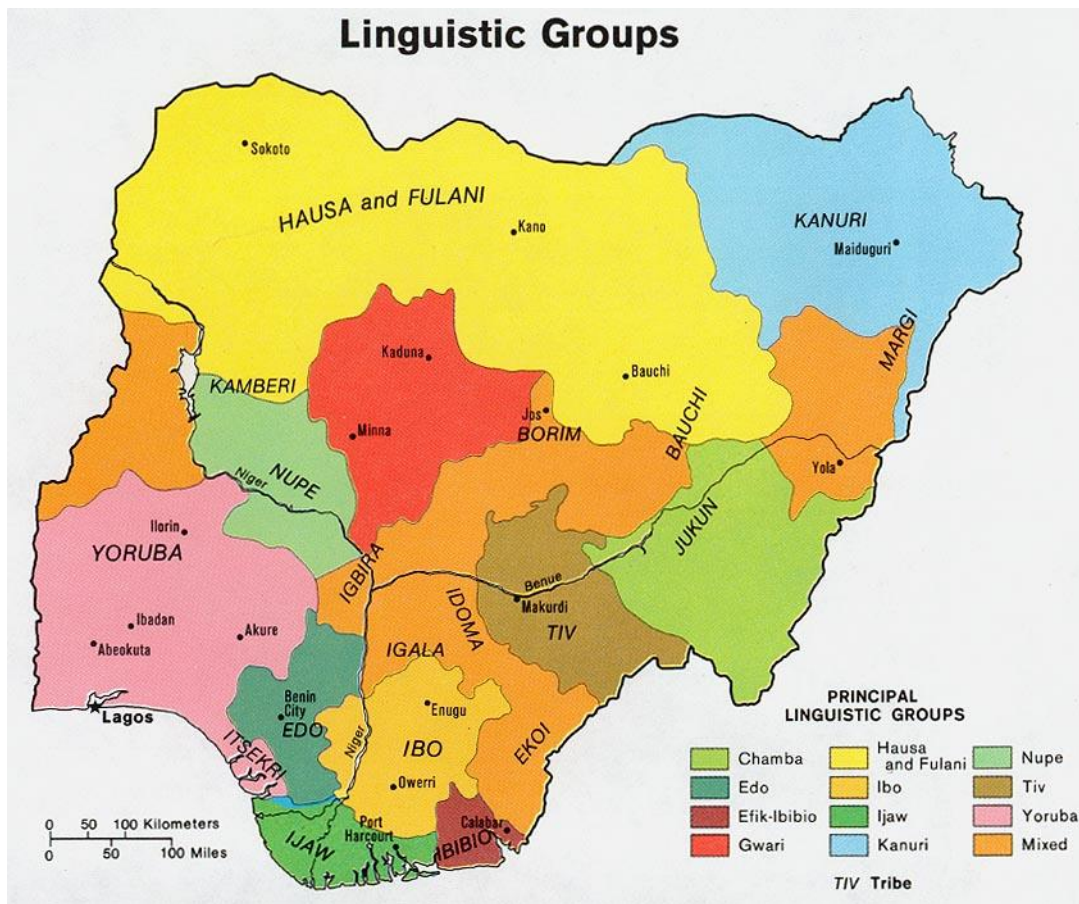 Linguistic Groups
Sokoto
HAUSA and FULANI
Kano
KANURI
Maiduguri
MARGI
Kaduna
KAMBERI
Bauchi
BAUCHI
Jos
BORIM
Minna
Yola
Niger
NUPE
Ilorin
YORUBA
JUKUN
IGBIRA
Benue
Makurdi
TIV
IDOMA
Ibadan
Abeokuta
Akure
IGALA
Lagos
Benin
City
EDO
Enugu
IBO
Niger
EKOI
ITSEKRI
Owerri
Port
Harcourt
Calabar
IBIBIO
IJAW
0 50 100 Kilometers
0 50 100 Miles
PRINCIPAL
LINGUISTIC GROUPS
Chamba
Edo
Efik-Ibibio
Gwari
Hausa
and Fulani
Ibo
Ijaw
Kanuri
Nupe
Tiv
Yoruba
Mixed
TIV Tribe